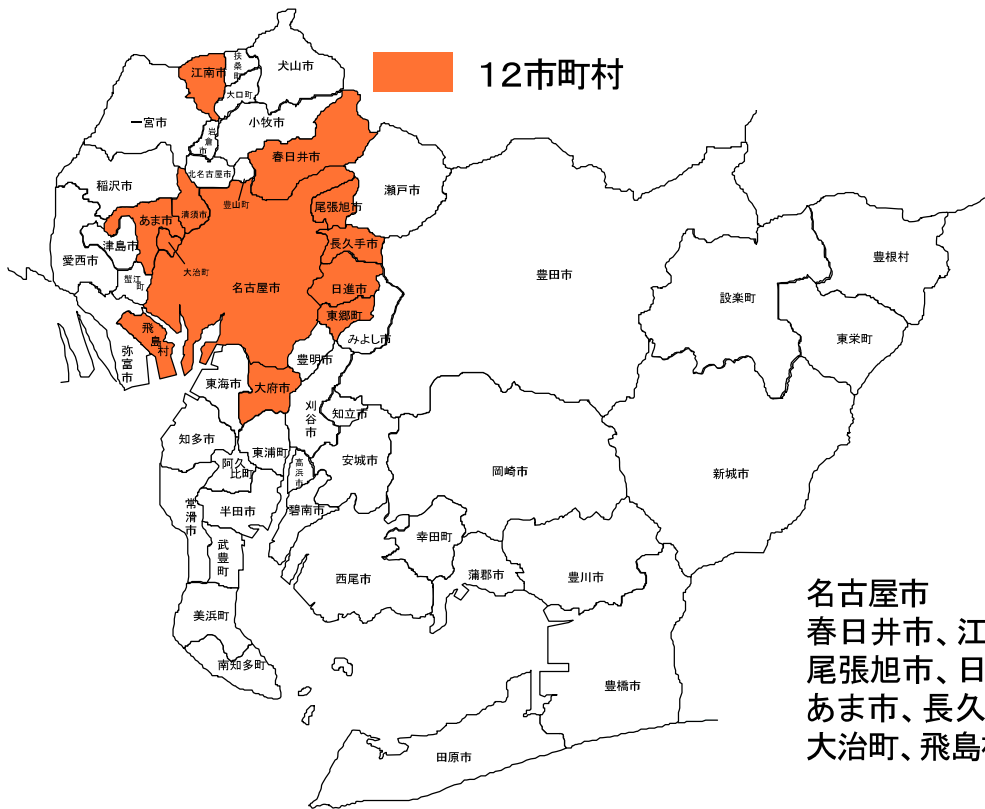 12市町村
江南市
扶桑町
犬山市
大口町
一宮市
岩倉市
小牧市
春日井市
北名古屋市
豊山町
瀬戸市
稲沢市
清須市
あま市
尾張旭市
津島市
長久手市
愛西市
大治町
蟹江町
名古屋市
日進市
豊田市
豊根村
設楽町
東郷町
飛島村
みよし市
東栄町
弥富市
豊明市
東海市
大府市
刈谷市
知立市
知多市
東浦町
安城市
岡崎市
新城市
阿久比町
高浜市
常滑市
半田市
碧南市
武豊町
幸田町
西尾市
蒲郡市
豊川市
美浜町
南知多町
豊橋市
田原市
名古屋市
春日井市、江
尾張旭市、日
あま市、長久
大治町、飛島